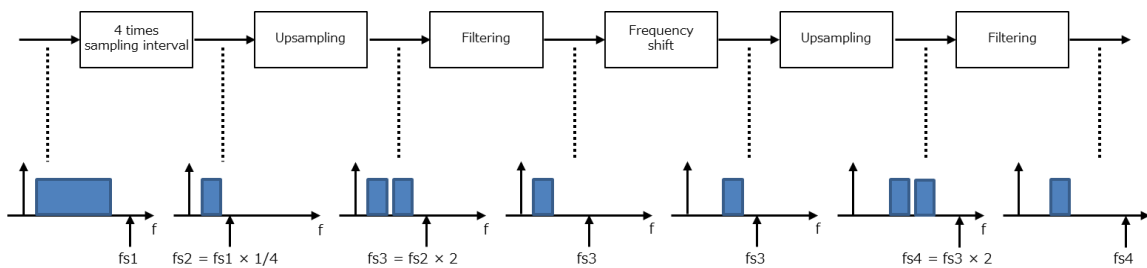 4 times
sampling interval
Upsampling
Filtering
Frequency
shift
Upsampling
Filtering
f
f
f
f
f
f
f
fs1
fs2 = fs1 × 1/4
fs3 = fs2 × 2
fs3
fs3
fs4 = fs3 × 2
fs4